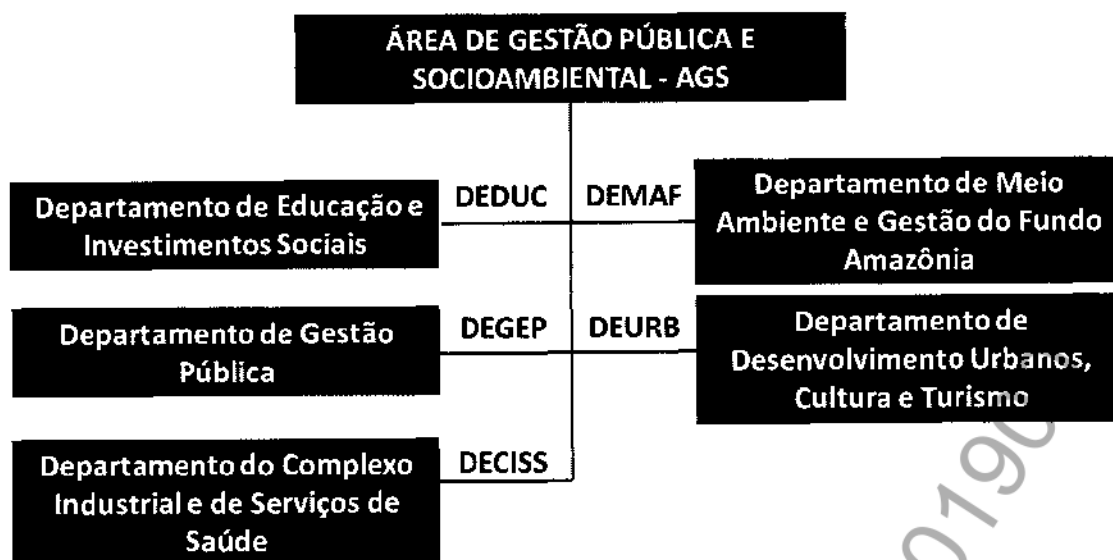 ÁREA DE GESTÃO PÚBLICA E
SOCIOAMBIENTAL - AGS
Departamento de Educação e
Investimentos Sociais
DEDUC
DEMAF
Departamento de Meio
Ambiente e Gestão do Fundo
Amazônia
Departamento de Gestão
Pública
DEGEP
DEURB
Departamento de
Desenvolvimento Urbanos,
Cultura e Turismo
Departamento do Complexo
Industrial e de Serviços de
Saúde
DECISS
0190